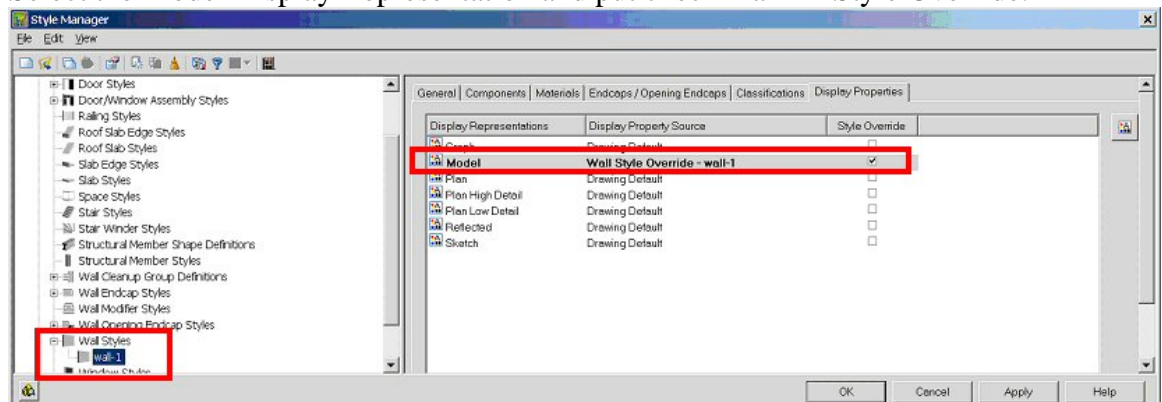 Style Manager
File Edit View
Door Styles
Door/Window Assembly Styles
Railing Styles
Roof Slab Edge Styles
Roof Slab Styles
Slab Edge Styles
Slab Styles
Space Styles
Stair Styles
Stair Winder Styles
Structural Member Shape Definitions
Structural Member Styles
Wall Cleanup Group Definitions
Wall Endcap Styles
Wall Modifier Styles
Wall Opening Endcap Styles
Wall Styles
wall-1
Window Styles
General Components Materials Endcaps / Opening Endcaps Classifications Display Properties
Display Representations Display Property Source Style Override
Graph Drawing Default
Model Wall Style Override - wall-1
Plan Drawing Default
Plan High Detail Drawing Default
Plan Low Detail Drawing Default
Reflected Drawing Default
Sketch Drawing Default
OK Cancel Apply Help